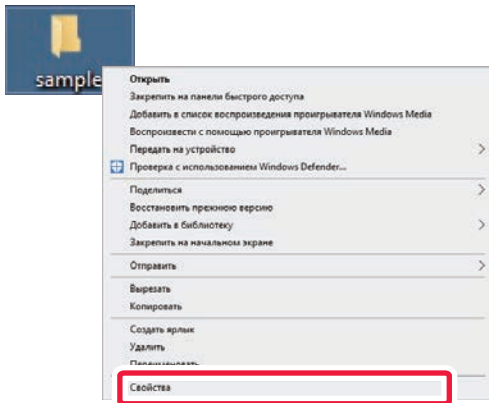 sample
Открыть
Закрепить на панели быстрого доступа
Добавить в список воспроизведения проигрывателя Windows Media
Воспроизвести с помощью проигрывателя Windows Media
Передать на устройство
Проверка с использованием Windows Defender...
Поделиться
Восстановить прежнюю версию
Добавить в библиотеку
Закрепить на начальном экране
Отправить
Вырезать
Копировать
Создать ярлык
Удалить
Переименовать
Свойства